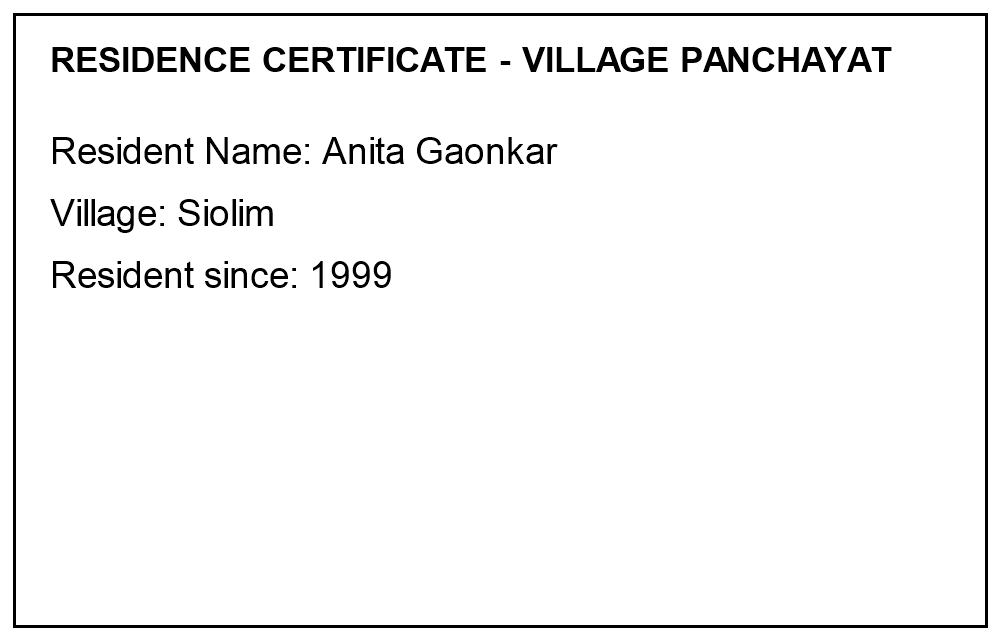 RESIDENCE CERTIFICATE - VILLAGE PANCHAYAT
Resident Name: Anita Gaonkar
Village: Siolim
Resident since: 1999